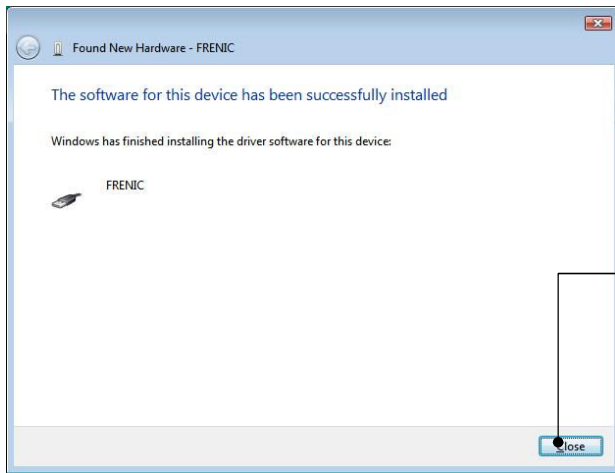 Found New Hardware - FRENIC
The software for this device has been successfully installed
Windows has finished installing the driver software for this device:
FRENIC
Close